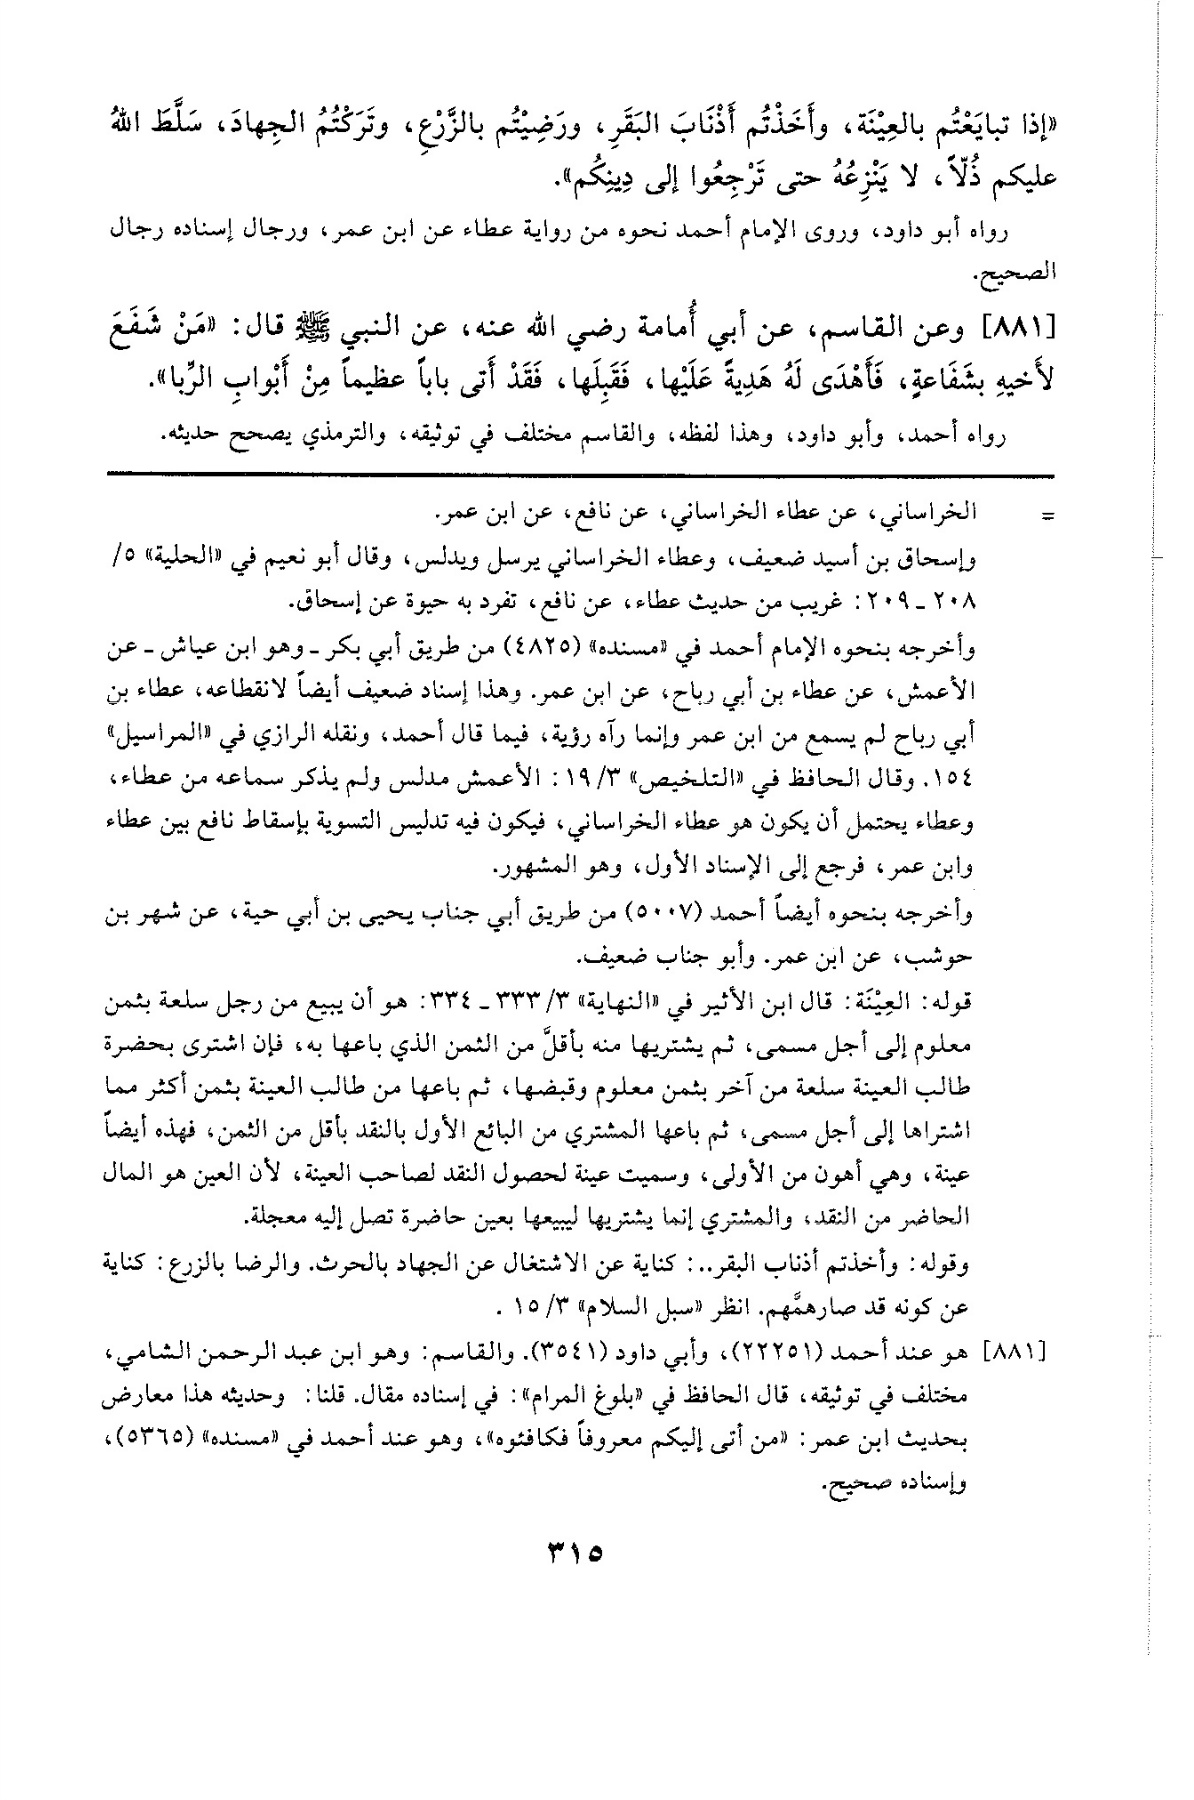 «إذا تبايَعْتُم بالعِيْنَة، وأَخَذْتُم أَذْنَابَ البَقَرِ، ورَضِيْتُم بالزَّرْعِ، وتَرَكْتُمُ الجِهادَ، سَلَّطَ اللهُ
عليكم ذُلّاً، لا يَنْزِعُهُ حتى تَرْجِعُوا إلى دِينِكُم».
رواه أبو داود، وروى الإمام أحمد نحوه من رواية عطاء عن ابن عمر، ورجال إسناده رجال
الصحيح.
[٨٨١] وعن القاسم، عن أبي أُمامة رضي الله عنه، عن النبي ﷺ قال: «مَنْ شَفَعَ
لأَخيهِ بشَفَاعةٍ، فَأَهْدَى لَهُ هَدِيةً عَلَيْها، فَقَبِلَها، فَقَدْ أَتى باباً عظيماً مِنْ أَبْوابِ الرِّبا».
رواه أحمد، وأبو داود، وهذا لفظه، والقاسم مختلف في توثيقه، والترمذي يصحح حديثه.
= الخراساني، عن عطاء الخراساني، عن نافع، عن ابن عمر.
وإسحاق بن أسيد ضعيف، وعطاء الخراساني يرسل ويدلس، وقال أبو نعيم في «الحلية» ٥/
٢٠٨ ـ ٢٠٩: غريب من حديث عطاء، عن نافع، تفرد به حيوة عن إسحاق.
وأخرجه بنحوه الإمام أحمد في «مسنده» (٤٨٢٥) من طريق أبي بكر ـ وهو ابن عياش ـ عن
الأعمش، عن عطاء بن أبي رباح، عن ابن عمر. وهذا إسناد ضعيف أيضاً لانقطاعه، عطاء بن
أبي رباح لم يسمع من ابن عمر وإنما رآه رؤية، فيما قال أحمد، ونقله الرازي في «المراسيل»
١٥٤. وقال الحافظ في «التلخيص» ٣/ ١٩: الأعمش مدلس ولم يذكر سماعه من عطاء،
وعطاء يحتمل أن يكون هو عطاء الخراساني، فيكون فيه تدليس التسوية بإسقاط نافع بين عطاء
وابن عمر، فرجع إلى الإسناد الأول، وهو المشهور.
وأخرجه بنحوه أيضاً أحمد (٥٠٠٧) من طريق أبي جناب يحيى بن أبي حية، عن شهر بن
حوشب، عن ابن عمر. وأبو جناب ضعيف.
قوله: العِيْنَة: قال ابن الأثير في «النهاية» ٣/ ٣٣٣ ـ ٣٣٤: هو أن يبيع من رجل سلعة بثمن
معلوم إلى أجل مسمى، ثم يشتريها منه بأقلَّ من الثمن الذي باعها به، فإن اشترى بحضرة
طالب العينة سلعة من آخر بثمن معلوم وقبضها، ثم باعها من طالب العينة بثمن أكثر مما
اشتراها إلى أجل مسمى، ثم باعها المشتري من البائع الأول بالنقد بأقل من الثمن، فهذه أيضاً
عينة، وهي أهون من الأولى، وسميت عينة لحصول النقد لصاحب العينة، لأن العين هو المال
الحاضر من النقد، والمشتري إنما يشتريها ليبيعها بعين حاضرة تصل إليه معجلة.
وقوله: وأخذتم أذناب البقر..: كناية عن الاشتغال عن الجهاد بالحرث. والرضا بالزرع: كناية
عن كونه قد صار همَّهم. انظر «سبل السلام» ٣/ ١٥ .
[٨٨١] هو عند أحمد (٢٢٢٥١)، وأبي داود (٣٥٤١). والقاسم: وهو ابن عبد الرحمن الشامي،
مختلف في توثيقه، قال الحافظ في «بلوغ المرام»: في إسناده مقال. قلنا: وحديثه هذا معارض
بحديث ابن عمر: «من أتى إليكم معروفاً فكافئوه»، وهو عند أحمد في «مسنده» (٥٣٦٥)،
وإسناده صحيح.
٣١٥